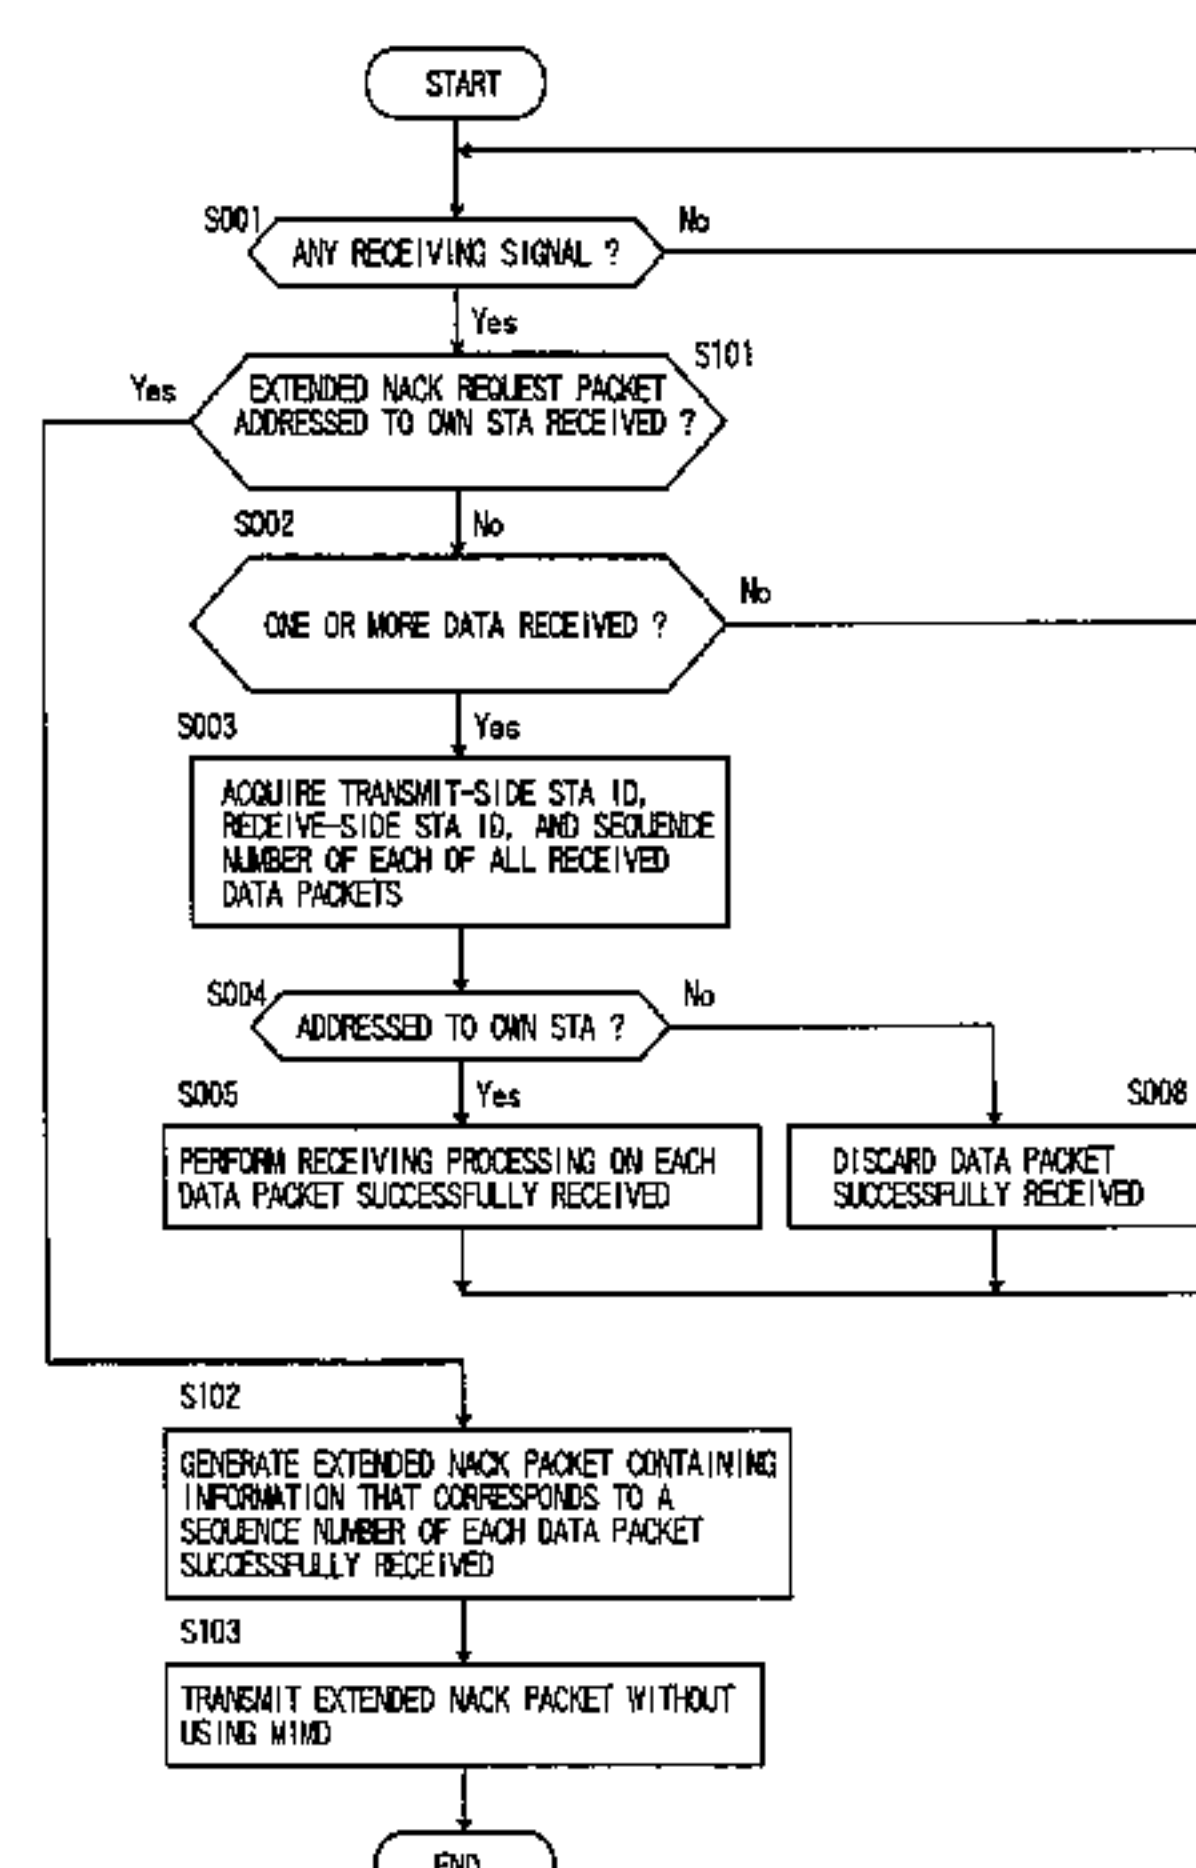 START
S001
No
ANY RECEIVING SIGNAL ?
Yes
S101
Yes
EXTENDED NACK REQUEST PACKET
ADDRESSED TO OWN STA RECEIVED ?
S002
No
No
ONE OR MORE DATA RECEIVED ?
S003
Yes
ACQUIRE TRANSMIT-SIDE STA ID,
RECEIVE-SIDE STA ID, AND SEQUENCE
NUMBER OF EACH OF ALL RECEIVED
DATA PACKETS
S004
No
ADDRESSED TO OWN STA ?
S005
Yes
S008
PERFORM RECEIVING PROCESSING ON EACH
DATA PACKET SUCCESSFULLY RECEIVED
DISCARD DATA PACKET
SUCCESSFULLY RECEIVED
S102
GENERATE EXTENDED NACK PACKET CONTAINING
INFORMATION THAT CORRESPONDS TO A
SEQUENCE NUMBER OF EACH DATA PACKET
SUCCESSFULLY RECEIVED
S103
TRANSMIT EXTENDED NACK PACKET WITHOUT
USING MIMO
END